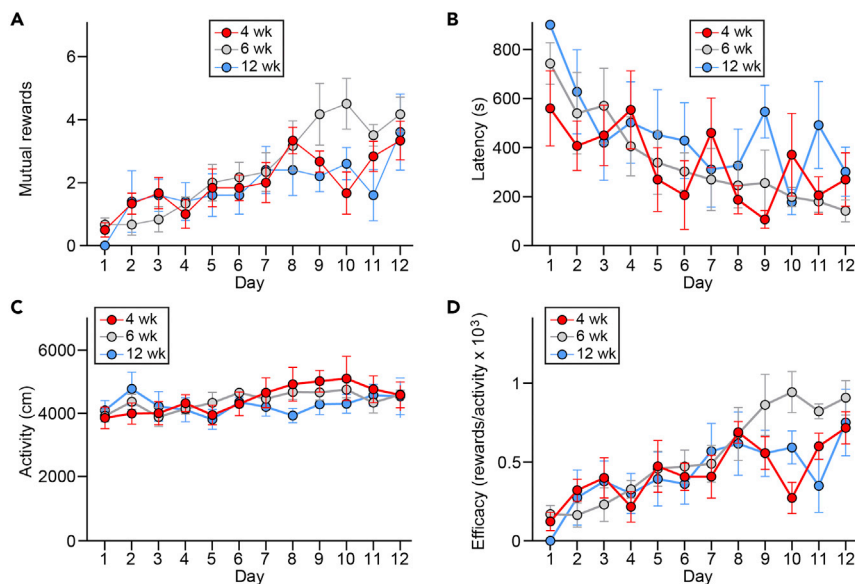 A
Mutual rewards
6
4
2
0
4 wk
6 wk
12 wk
1 2 3 4 5 6 7 8 9 10 11 12
Day
B
Latency (s)
800
600
400
200
0
4 wk
6 wk
12 wk
1 2 3 4 5 6 7 8 9 10 11 12
Day
C
Activity (cm)
6000
4000
2000
0
4 wk
6 wk
12 wk
1 2 3 4 5 6 7 8 9 10 11 12
Day
D
Efficacy (rewards/activity x 10³)
1
0.5
0
4 wk
6 wk
12 wk
1 2 3 4 5 6 7 8 9 10 11 12
Day